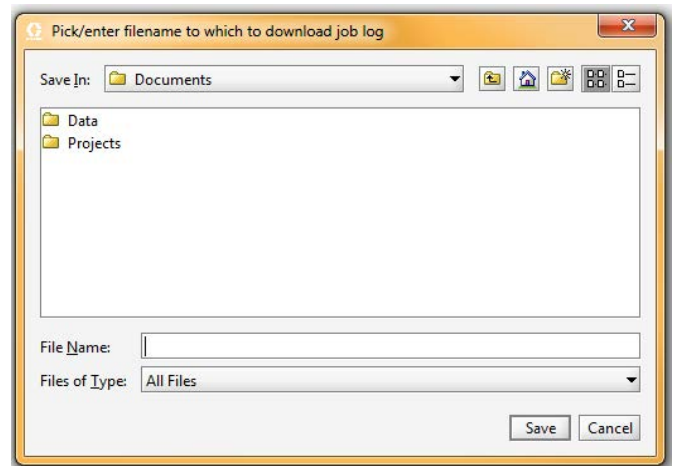 Pick/enter filename to which to download job log
Save In: Documents
Data
Projects
File Name:
Files of Type: All Files
Save Cancel